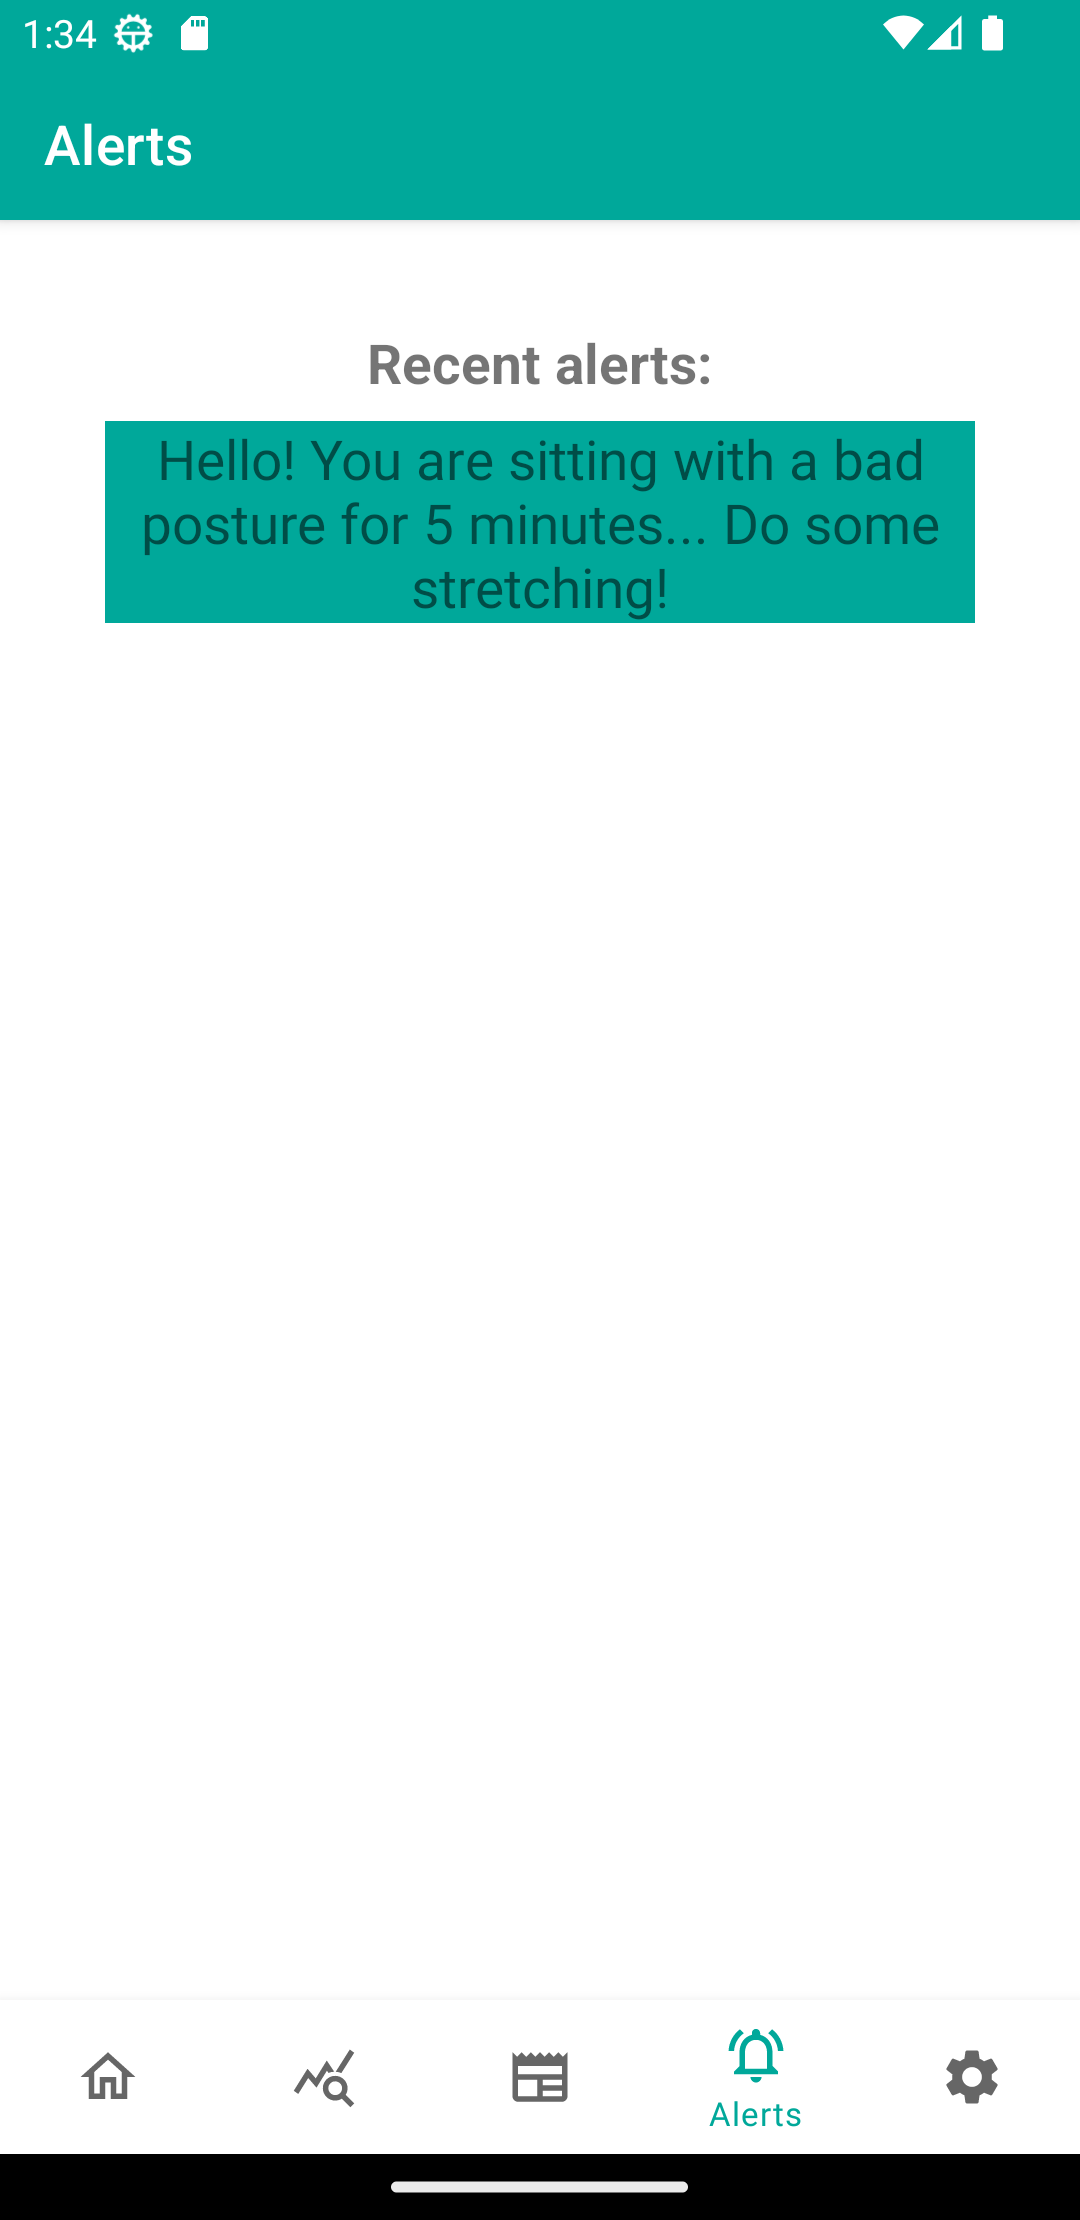 1:34
Alerts
Recent alerts:
Hello! You are sitting with a bad
posture for 5 minutes... Do some
stretching!
Alerts